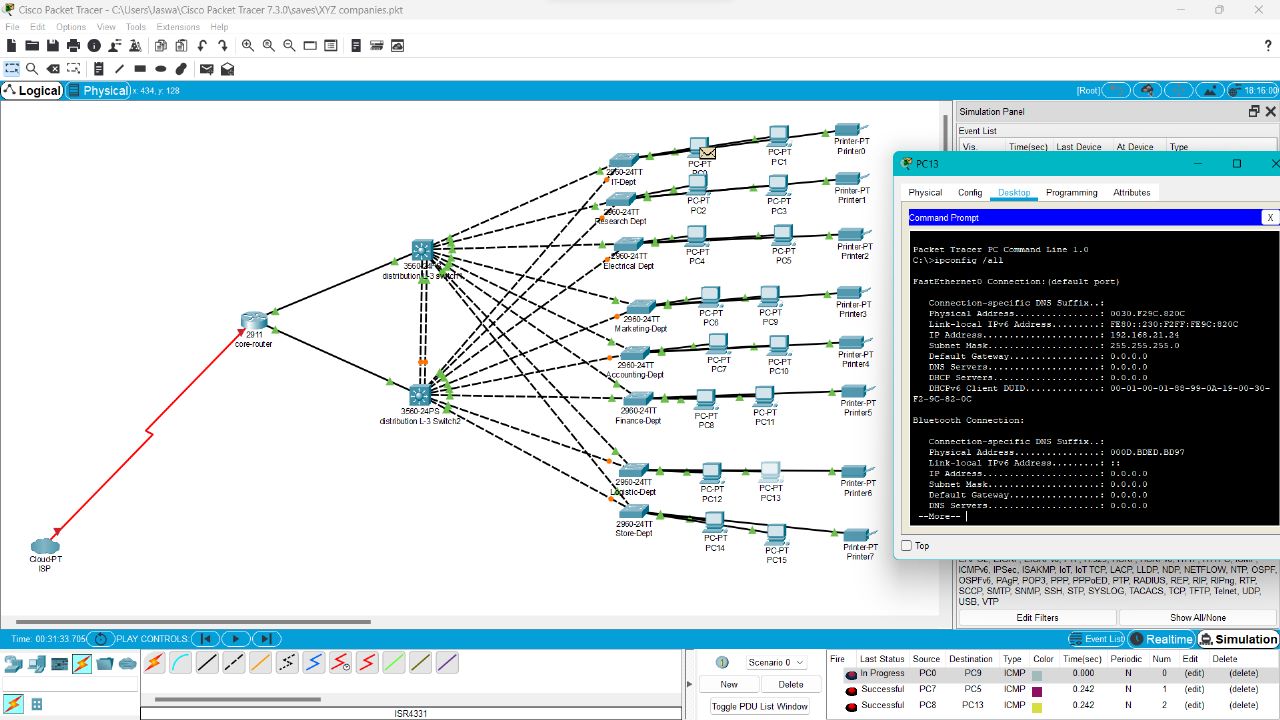 Cisco Packet Tracer - C:\Users\Jaswa\Cisco Packet Tracer 7.3.0\saves\XYZ companies.pkt
File Edit Options View Tools Extensions Help
Logical Physical x: 434, y: 128 [Root] 18:16:00
Simulation Panel
Event List
Vis. Time(sec) Last Device At Device Type
2960-24TT
IT-Dept
PC-PT
PC-PT
PC1
Printer-PT
Printer0
2960-24TT
Research Dept
PC-PT
PC2
PC-PT
PC3
Printer-PT
Printer1
2960-24TT
Electrical Dept
PC-PT
PC4
PC-PT
PC5
Printer-PT
Printer2
2960-24TT
Marketing-Dept
PC-PT
PC6
PC-PT
PC9
Printer-PT
Printer3
2960-24TT
Accounting-Dept
PC-PT
PC7
PC-PT
PC10
Printer-PT
Printer4
2960-24TT
Finance-Dept
PC-PT
PC8
PC-PT
PC11
Printer-PT
Printer5
2960-24TT
Logistic-Dept
PC-PT
PC12
PC-PT
PC13
Printer-PT
Printer6
2960-24TT
Store-Dept
PC-PT
PC14
PC-PT
PC15
Printer-PT
Printer7
distribution L-3 switch1
3560-24PS
distribution L-3 Switch2
2911
core-router
Cloud-PT
ISP
PC13
Physical Config Desktop Programming Attributes
Command Prompt X
Packet Tracer PC Command Line 1.0
C:\>ipconfig /all
FastEthernet0 Connection:(default port)
Connection-specific DNS Suffix..:
Physical Address................: 0030.F29C.820C
Link-local IPv6 Address.........: FE80::230:F2FF:FE9C:820C
IP Address......................: 192.168.21.24
Subnet Mask.....................: 255.255.255.0
Default Gateway.................: 0.0.0.0
DNS Servers.....................: 0.0.0.0
DHCP Servers....................: 0.0.0.0
DHCPv6 Client DUID..............: 00-01-00-01-88-99-0A-19-00-30-
F2-9C-82-0C
Bluetooth Connection:
Connection-specific DNS Suffix..:
Physical Address................: 000D.BDED.BD97
Link-local IPv6 Address.........: ::
IP Address......................: 0.0.0.0
Subnet Mask.....................: 0.0.0.0
Default Gateway.................: 0.0.0.0
DNS Servers.....................: 0.0.0.0
--More--
Top
ICMPv6, IPSec, ISAKMP, IoT, IoT TCP, LACP, LLDP, NDP, NETFLOW, NTP, OSPF,
OSPFv6, PAgP, POP3, PPP, PPPoED, PTP, RADIUS, REP, RIP, RIPng, RTP,
SCCP, SMTP, SNMP, SSH, STP, SYSLOG, TACACS, TCP, TFTP, Telnet, UDP,
USB, VTP
Edit Filters Show All/None
Time: 00:31:33.705 PLAY CONTROLS: Event List Realtime Simulation
Scenario 0
New Delete
Toggle PDU List Window
ISR4331
Fire Last Status Source Destination Type Color Time(sec) Periodic Num Edit Delete
In Progress PC0 PC9 ICMP 0.000 N 0 (edit) (delete)
Successful PC7 PC5 ICMP 0.242 N 1 (edit) (delete)
Successful PC8 PC13 ICMP 0.242 N 2 (edit) (delete)